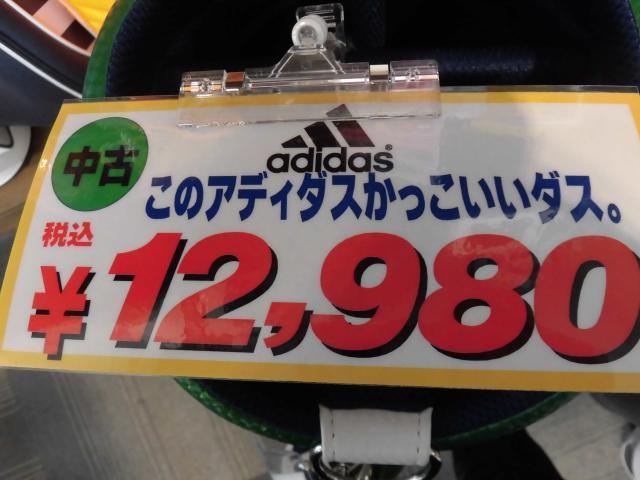 adidas
中古
このアディダスかっこいいダス。
税込
¥12,980